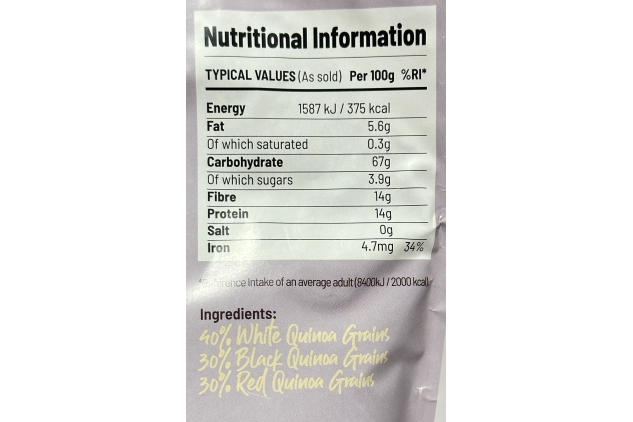 Nutritional Information
TYPICAL VALUES (As sold) Per 100g %RI*
Energy 1587 kJ / 375 kcal
Fat 5.6g
Of which saturated 0.3g
Carbohydrate 67g
Of which sugars 3.9g
Fibre 14g
Protein 14g
Salt 0g
Iron 4.7mg 34%
Intake of an average adult (8400kJ / 2000 kcal)
Ingredients:
40% White Quinoa Grains
30% Black Quinoa Grains
30% Red Quinoa Grains